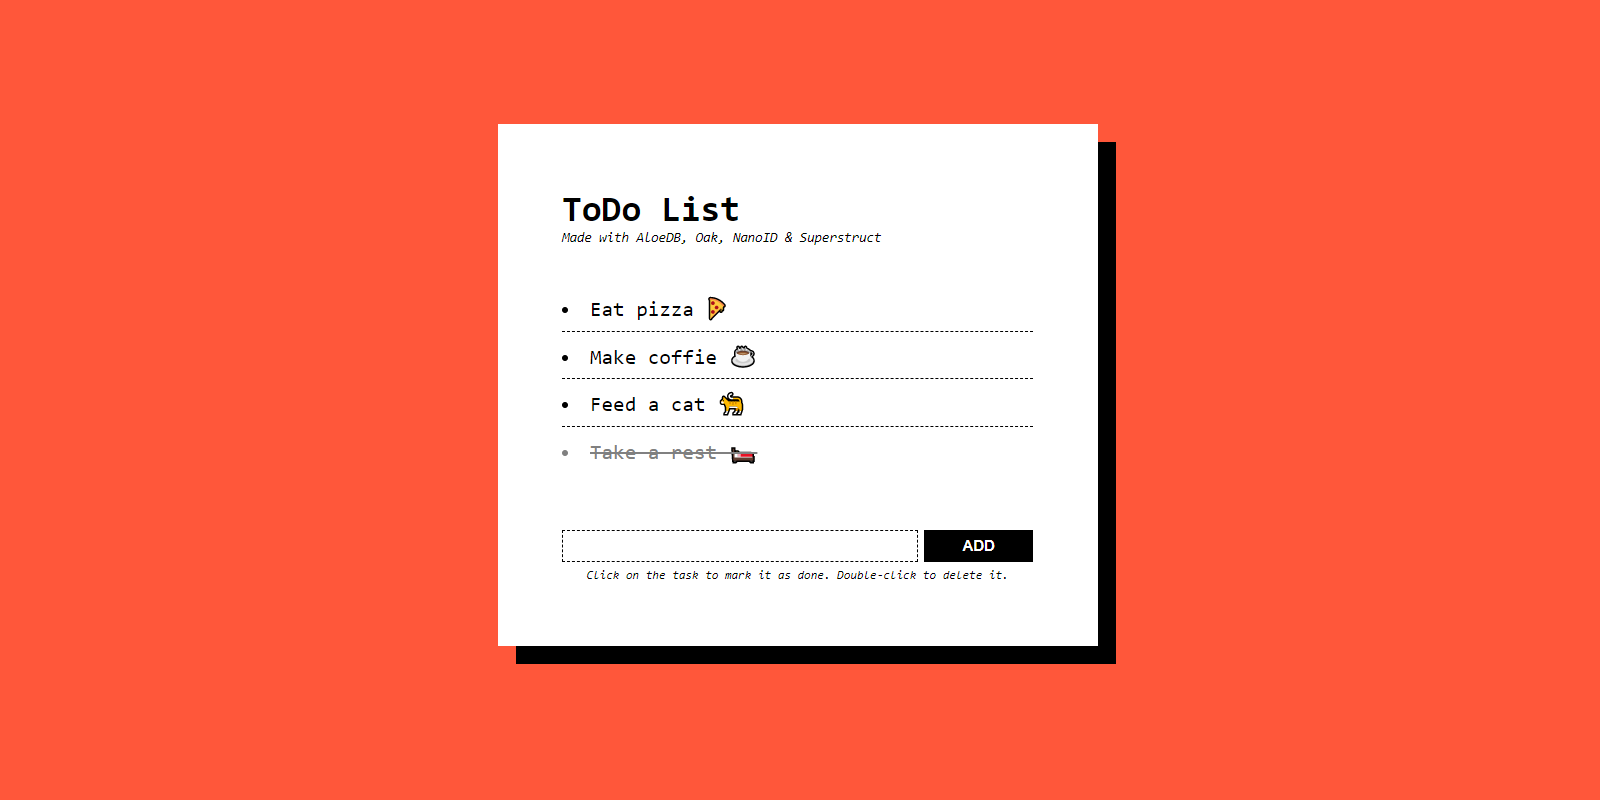 ToDo List
Made with AloeDB, Oak, NanoID & Superstruct
• Eat pizza 🍕
• Make coffie ☕
• Feed a cat 🐈
• Take a rest 🛏️
ADD
Click on the task to mark it as done. Double-click to delete it.